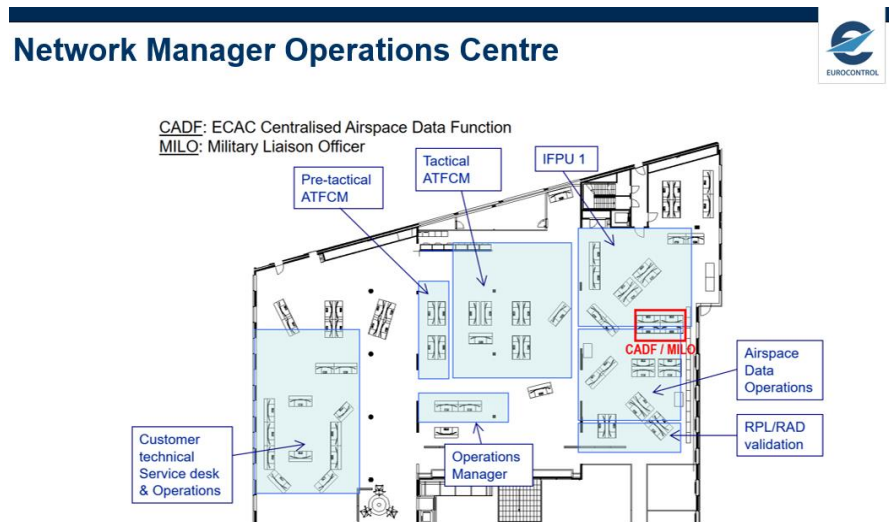 Network Manager Operations Centre
EUROCONTROL
CADF: ECAC Centralised Airspace Data Function
MILO: Military Liaison Officer
Pre-tactical
ATFCM
Tactical
ATFCM
IFPU 1
CADF / MILO
Airspace
Data
Operations
RPL/RAD
validation
Operations
Manager
Customer
technical
Service desk
& Operations